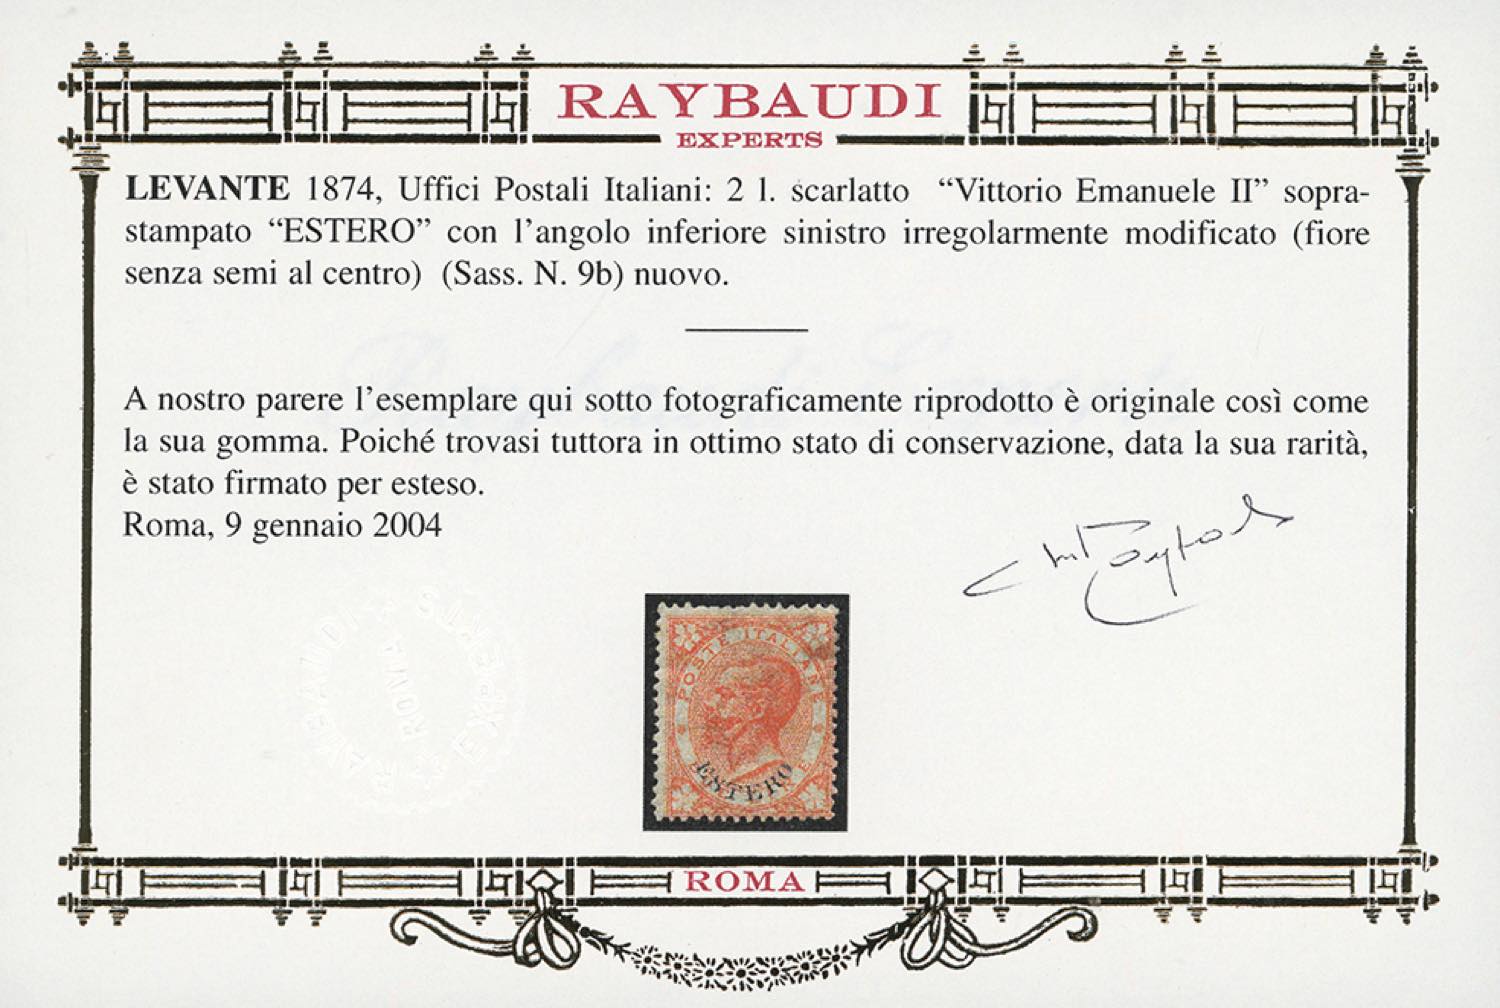 RAYBAUDI
EXPERTS
LEVANTE 1874, Uffici Postali Italiani: 2 l. scarlatto “Vittorio Emanuele II” sopra-
stampato “ESTERO” con l’angolo inferiore sinistro irregolarmente modificato (fiore
senza semi al centro) (Sass. N. 9b) nuovo.
A nostro parere l’esemplare qui sotto fotograficamente riprodotto è originale così come
la sua gomma. Poiché trovasi tuttora in ottimo stato di conservazione, data la sua rarità,
è stato firmato per esteso.
Roma, 9 gennaio 2004
RAYBAUDI EXPERTS
ROMA
POSTE ITALIANE
ESTERO
ROMA